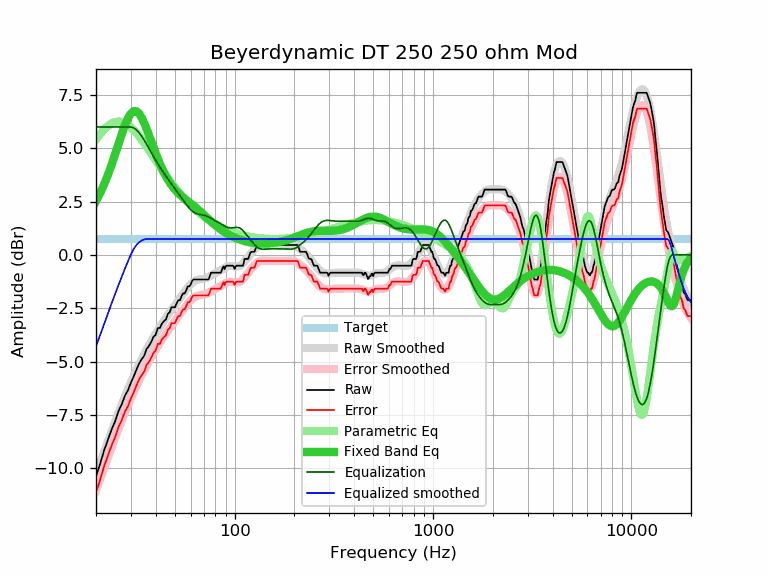 Beyerdynamic DT 250 250 ohm Mod
Amplitude (dBr)
7.5
5.0
2.5
0.0
−2.5
−5.0
−7.5
−10.0
Target
Raw Smoothed
Error Smoothed
Raw
Error
Parametric Eq
Fixed Band Eq
Equalization
Equalized smoothed
100
1000
10000
Frequency (Hz)